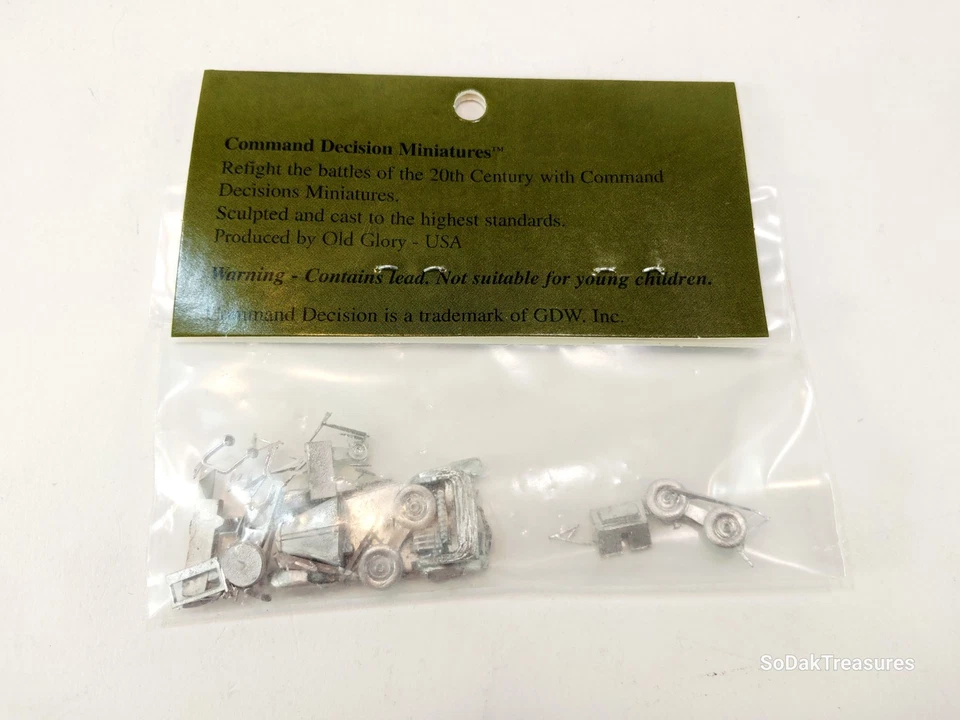 Command Decision Miniatures™
Refight the battles of the 20th Century with Command
Decisions Miniatures.
Sculpted and cast to the highest standards.
Produced by Old Glory - USA
Warning - Contains lead. Not suitable for young children.
Command Decision is a trademark of GDW. Inc.
SoDakTreasures